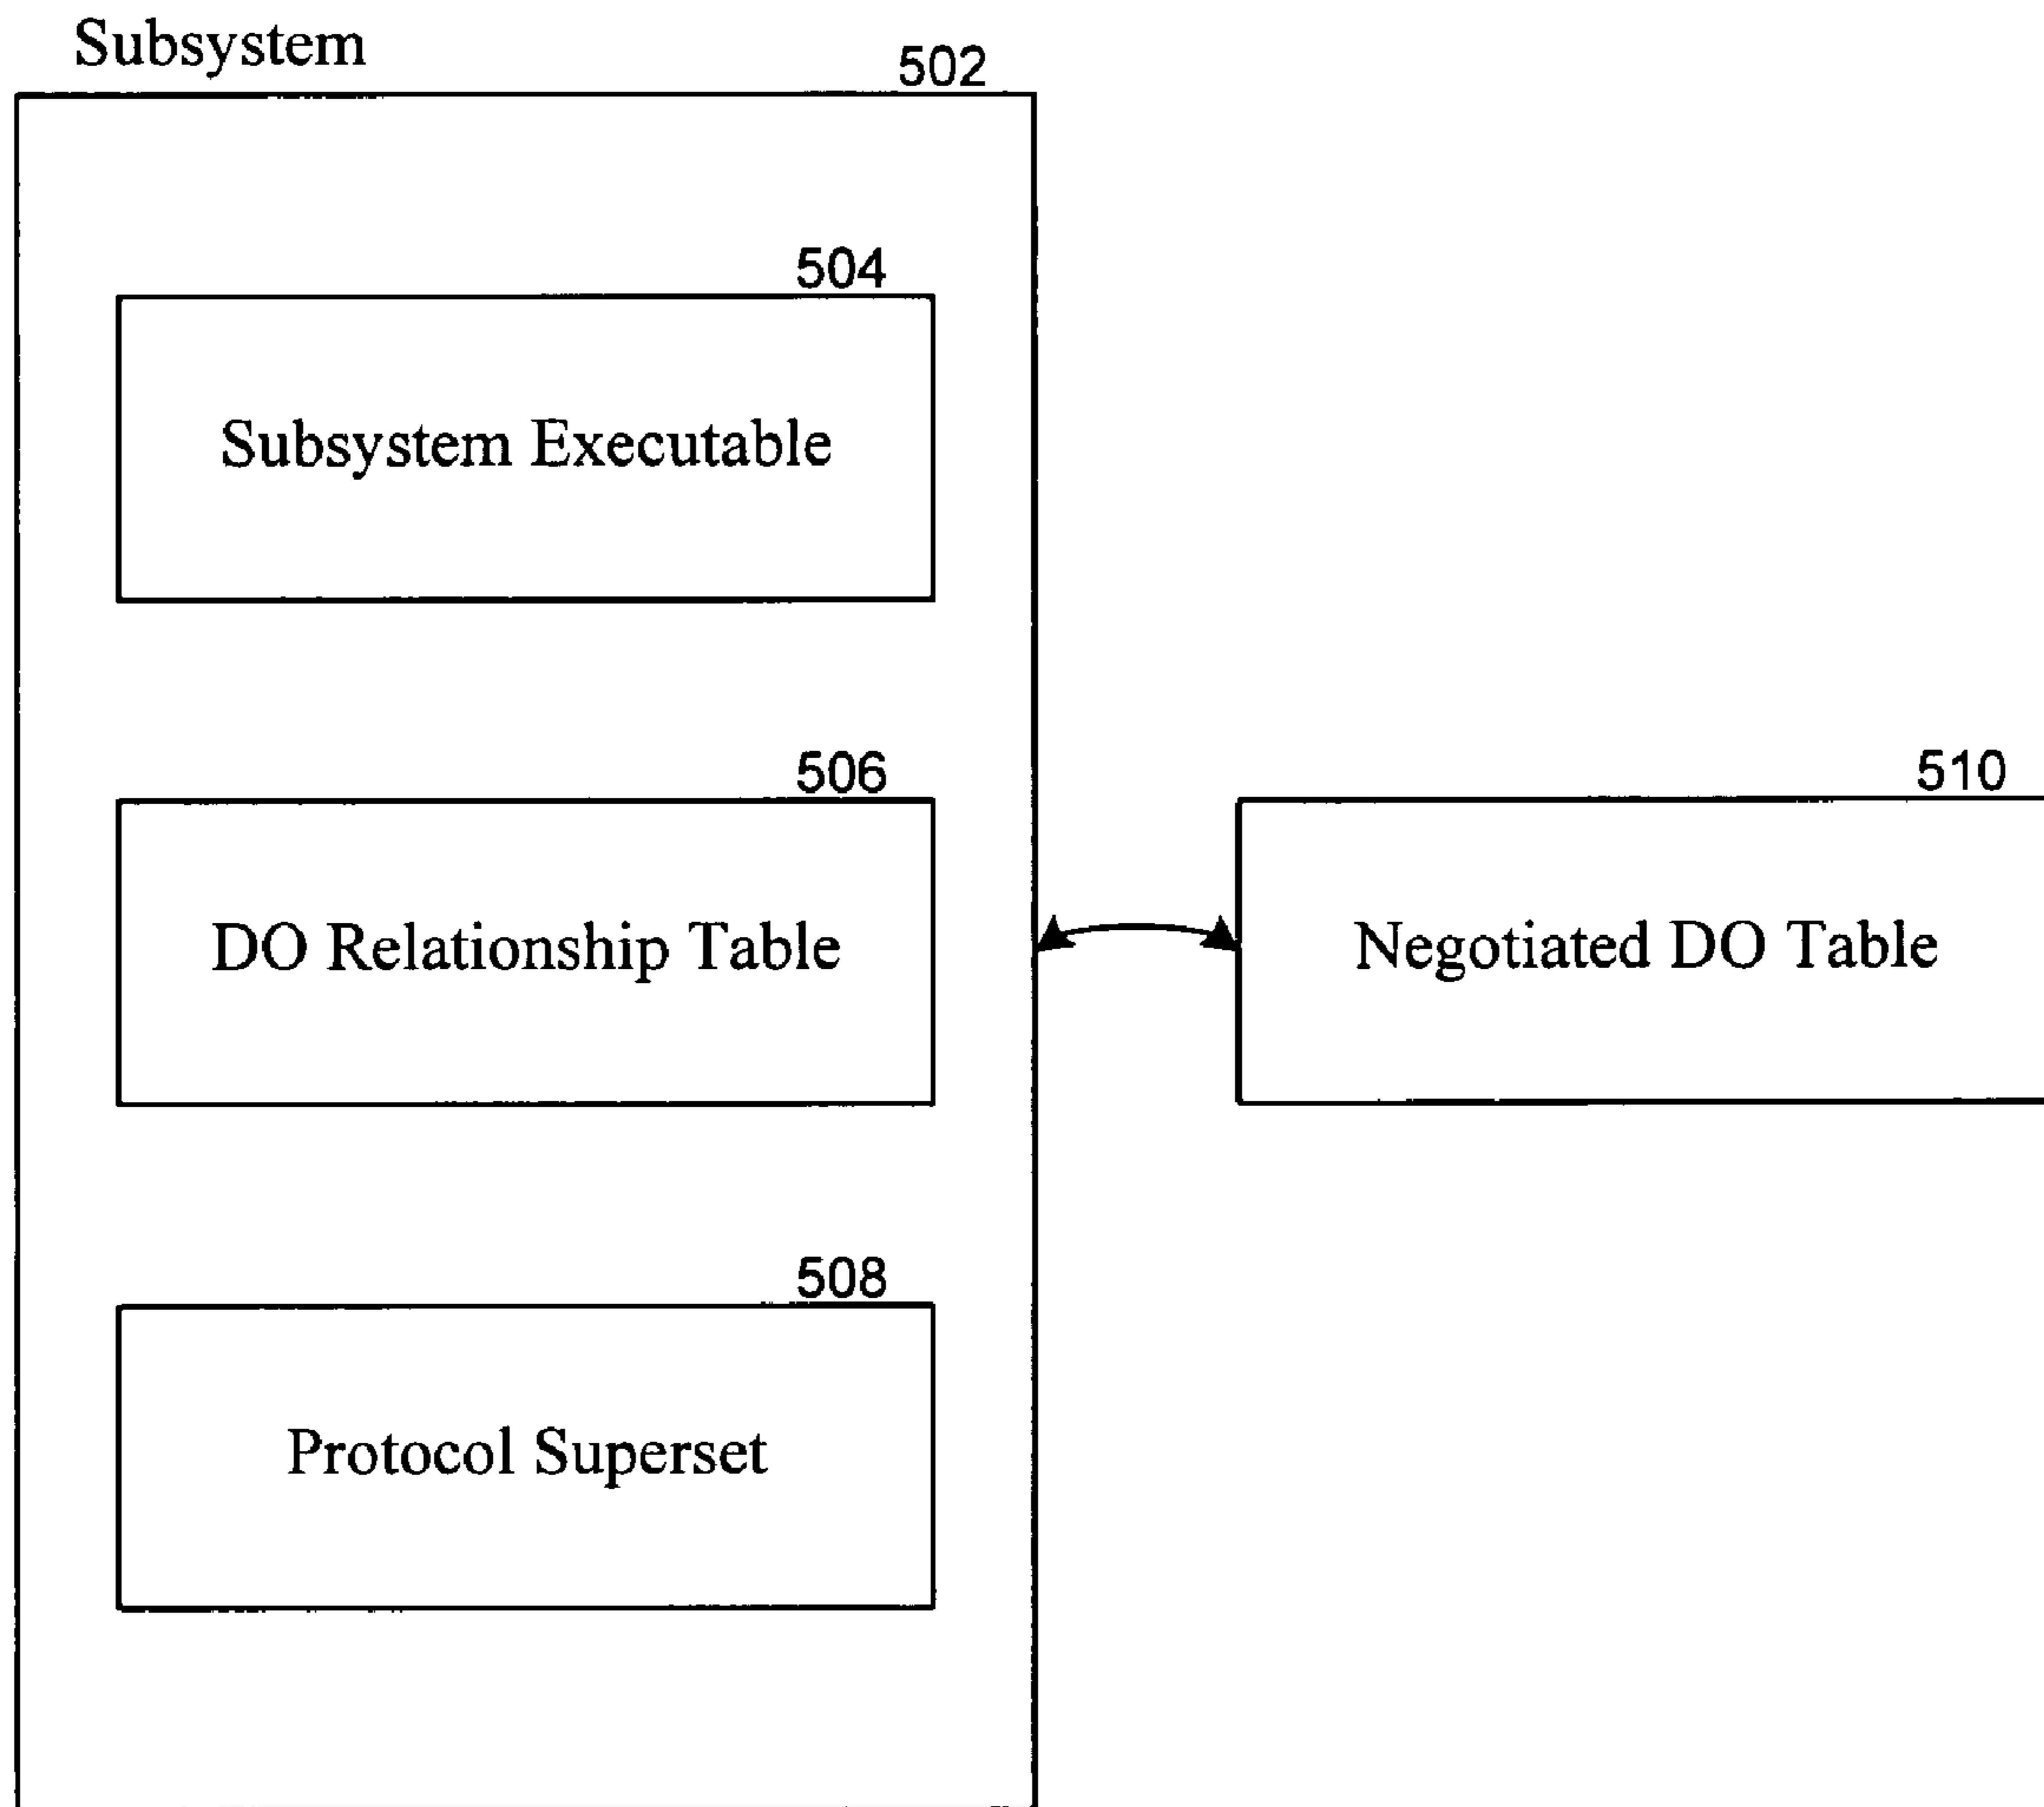 Subsystem
502
504
Subsystem Executable
506
DO Relationship Table
510
Negotiated DO Table
508
Protocol Superset